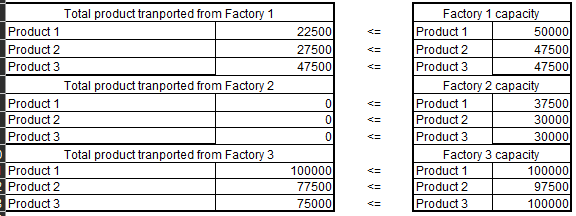 Total product tranported from Factory 1 Factory 1 capacity
Product 1 22500 <= Product 1 50000
Product 2 27500 <= Product 2 47500
Product 3 47500 <= Product 3 47500
Total product tranported from Factory 2 Factory 2 capacity
Product 1 0 <= Product 1 37500
Product 2 0 <= Product 2 30000
Product 3 0 <= Product 3 30000
Total product tranported from Factory 3 Factory 3 capacity
Product 1 100000 <= Product 1 100000
Product 2 77500 <= Product 2 97500
Product 3 75000 <= Product 3 100000